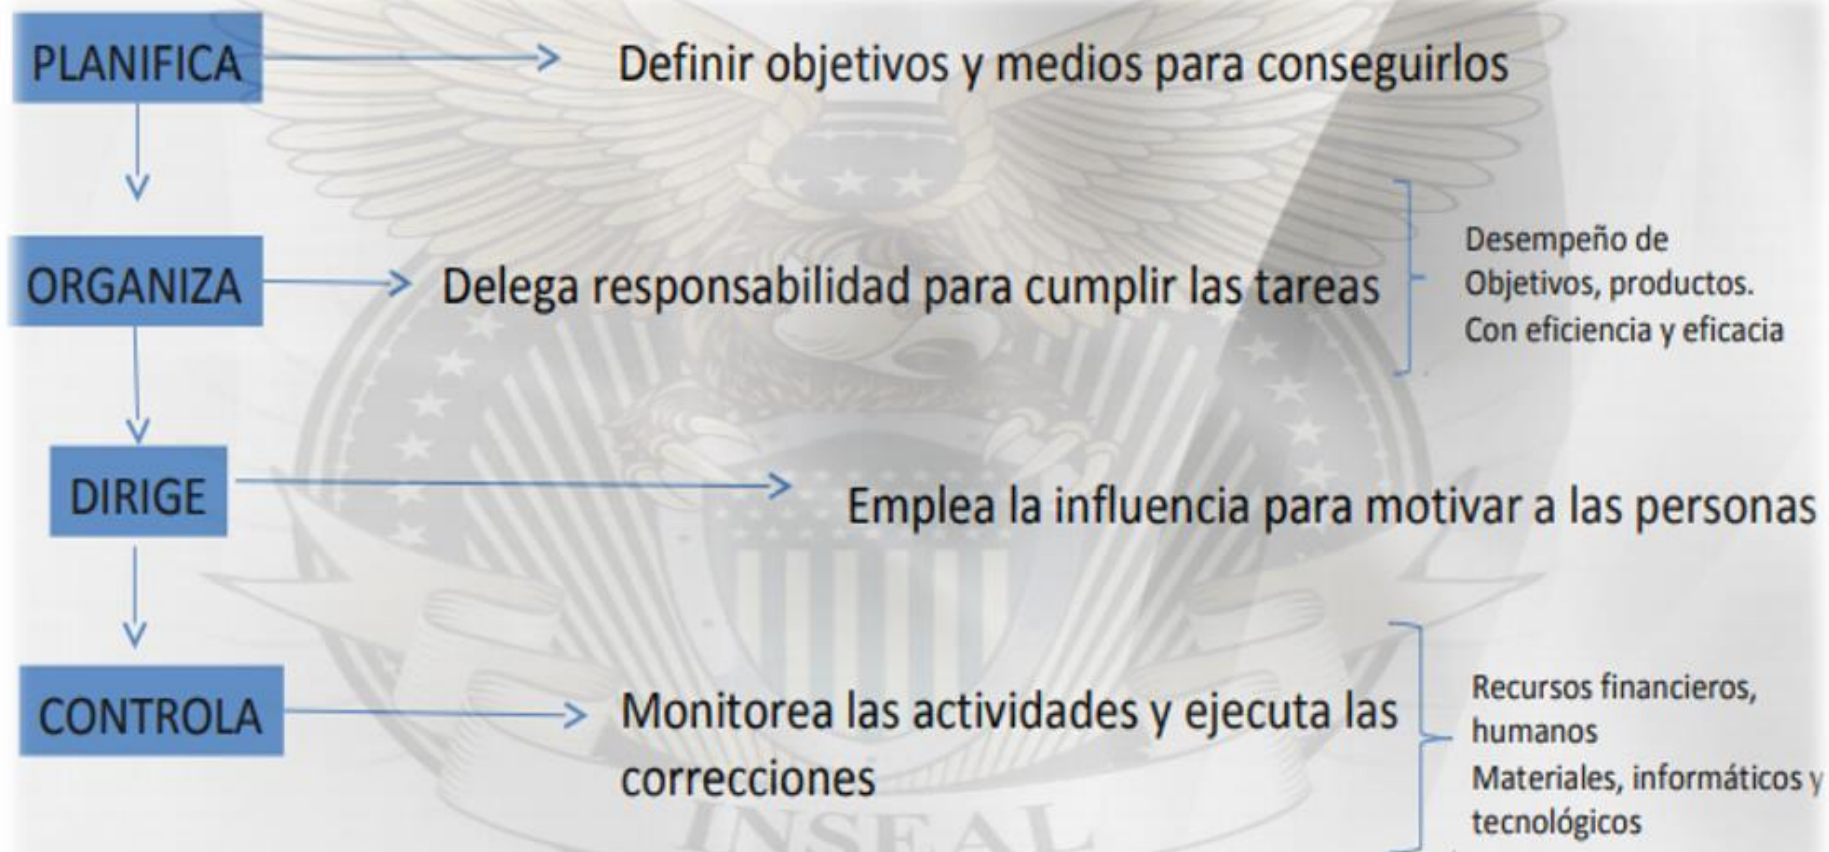 PLANIFICA
Definir objetivos y medios para conseguirlos
ORGANIZA
Delega responsabilidad para cumplir las tareas
Desempeño de
Objetivos, productos.
Con eficiencia y eficacia
DIRIGE
Emplea la influencia para motivar a las personas
CONTROLA
Monitorea las actividades y ejecuta las
correcciones
Recursos financieros,
humanos
Materiales, informáticos y
tecnológicos
INSEAL